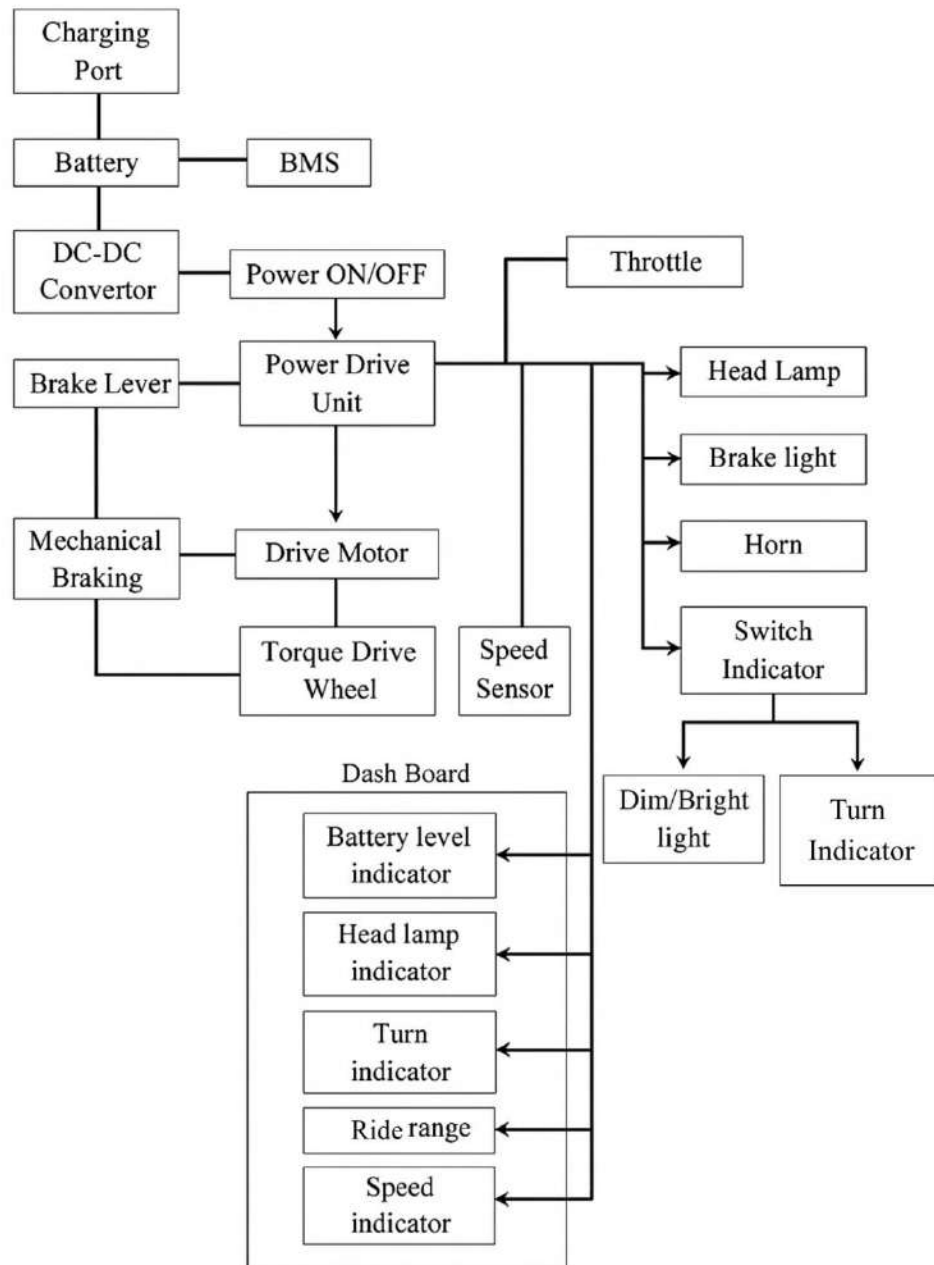 Charging
Port
Battery
BMS
DC-DC
Convertor
Power ON/OFF
Throttle
Brake Lever
Power Drive
Unit
Head Lamp
Brake light
Mechanical
Braking
Drive Motor
Horn
Torque Drive
Wheel
Speed
Sensor
Switch
Indicator
Dash Board
Dim/Bright
light
Turn
Indicator
Battery level
indicator
Head lamp
indicator
Turn
indicator
Ride range
Speed
indicator